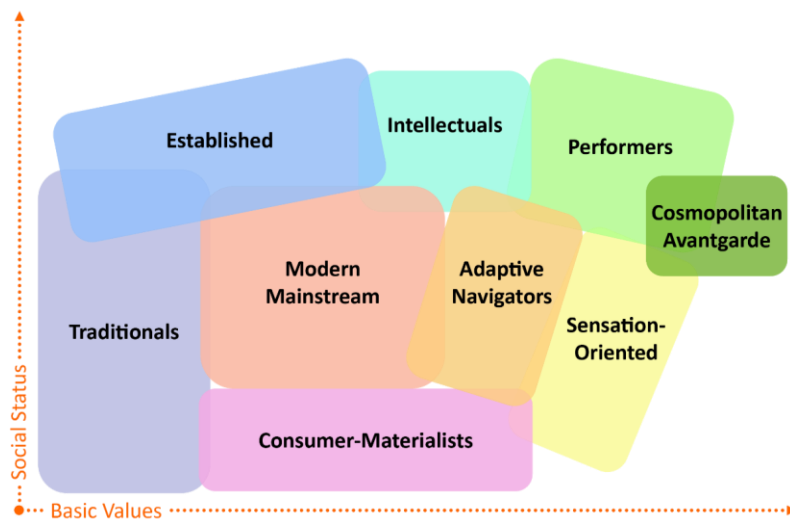 Established
Intellectuals
Performers
Cosmopolitan
Avantgarde
Modern
Mainstream
Adaptive
Navigators
Traditionals
Sensation-
Oriented
Consumer-Materialists
Social Status
Basic Values